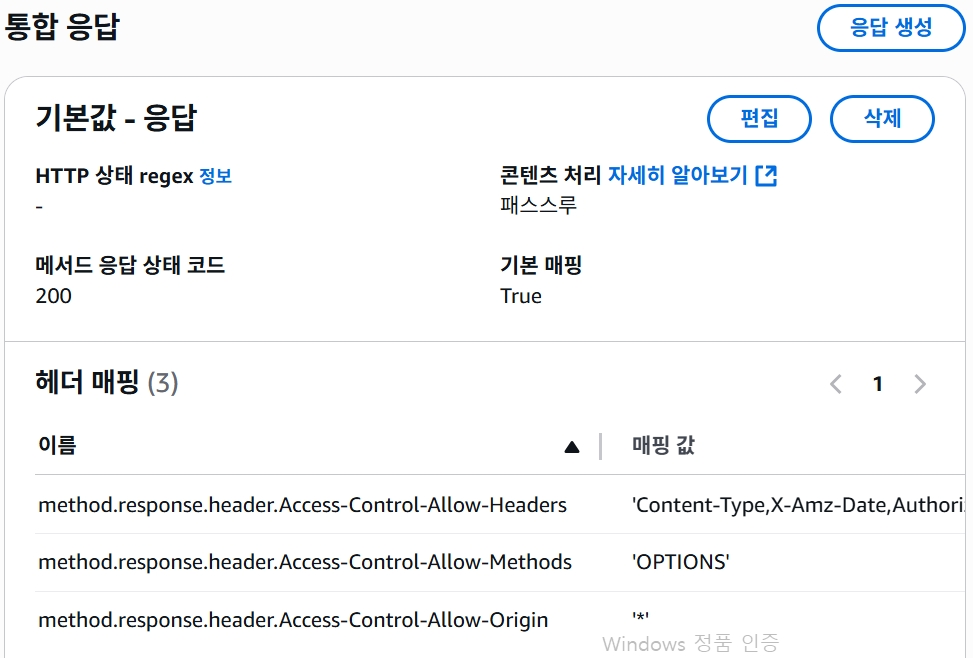 통합 응답
응답 생성
기본값 - 응답
편집
삭제
HTTP 상태 regex 정보
-
콘텐츠 처리 자세히 알아보기
패스스루
메서드 응답 상태 코드
200
기본 매핑
True
헤더 매핑 (3)
1
이름
매핑 값
method.response.header.Access-Control-Allow-Headers
'Content-Type,X-Amz-Date,Authori
method.response.header.Access-Control-Allow-Methods
'OPTIONS'
method.response.header.Access-Control-Allow-Origin
'*'
Windows 정품 인증